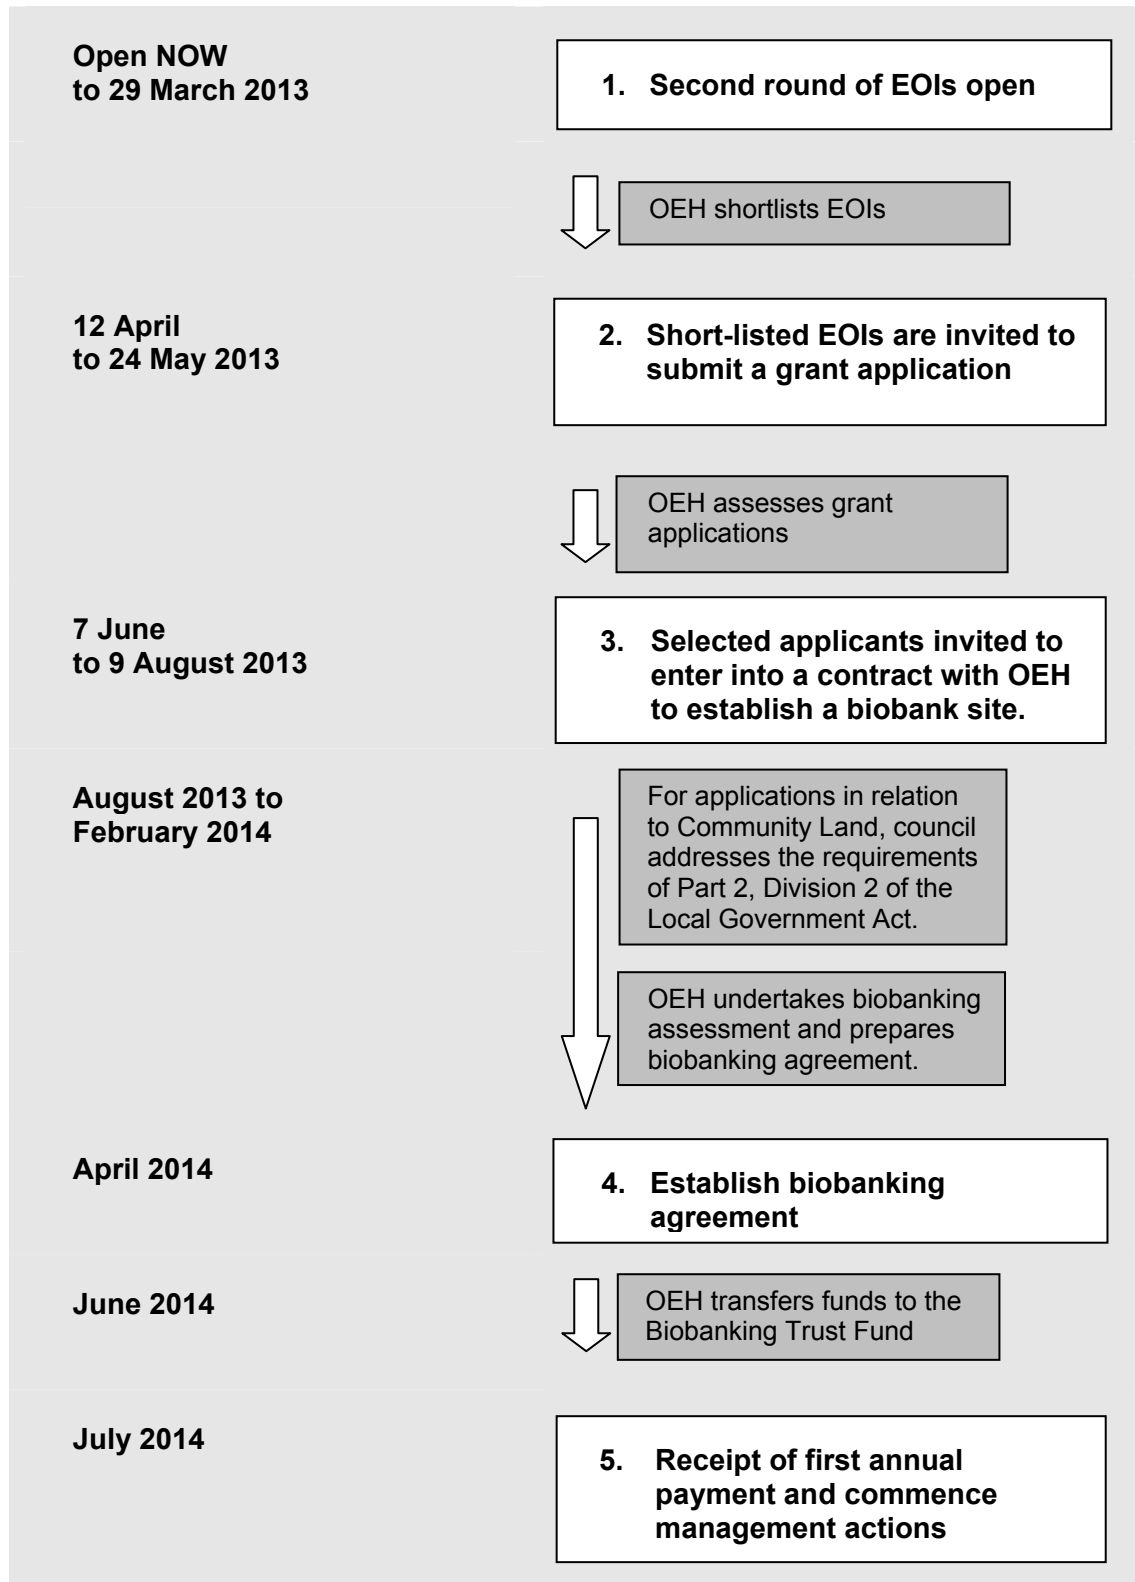 Open NOW
to 29 March 2013
1. Second round of EOIs open
OEH shortlists EOIs
12 April
to 24 May 2013
2. Short-listed EOIs are invited to
submit a grant application
OEH assesses grant
applications
7 June
to 9 August 2013
3. Selected applicants invited to
enter into a contract with OEH
to establish a biobank site.
August 2013 to
February 2014
For applications in relation
to Community Land, council
addresses the requirements
of Part 2, Division 2 of the
Local Government Act.
OEH undertakes biobanking
assessment and prepares
biobanking agreement.
April 2014
4. Establish biobanking
agreement
June 2014
OEH transfers funds to the
Biobanking Trust Fund
July 2014
5. Receipt of first annual
payment and commence
management actions